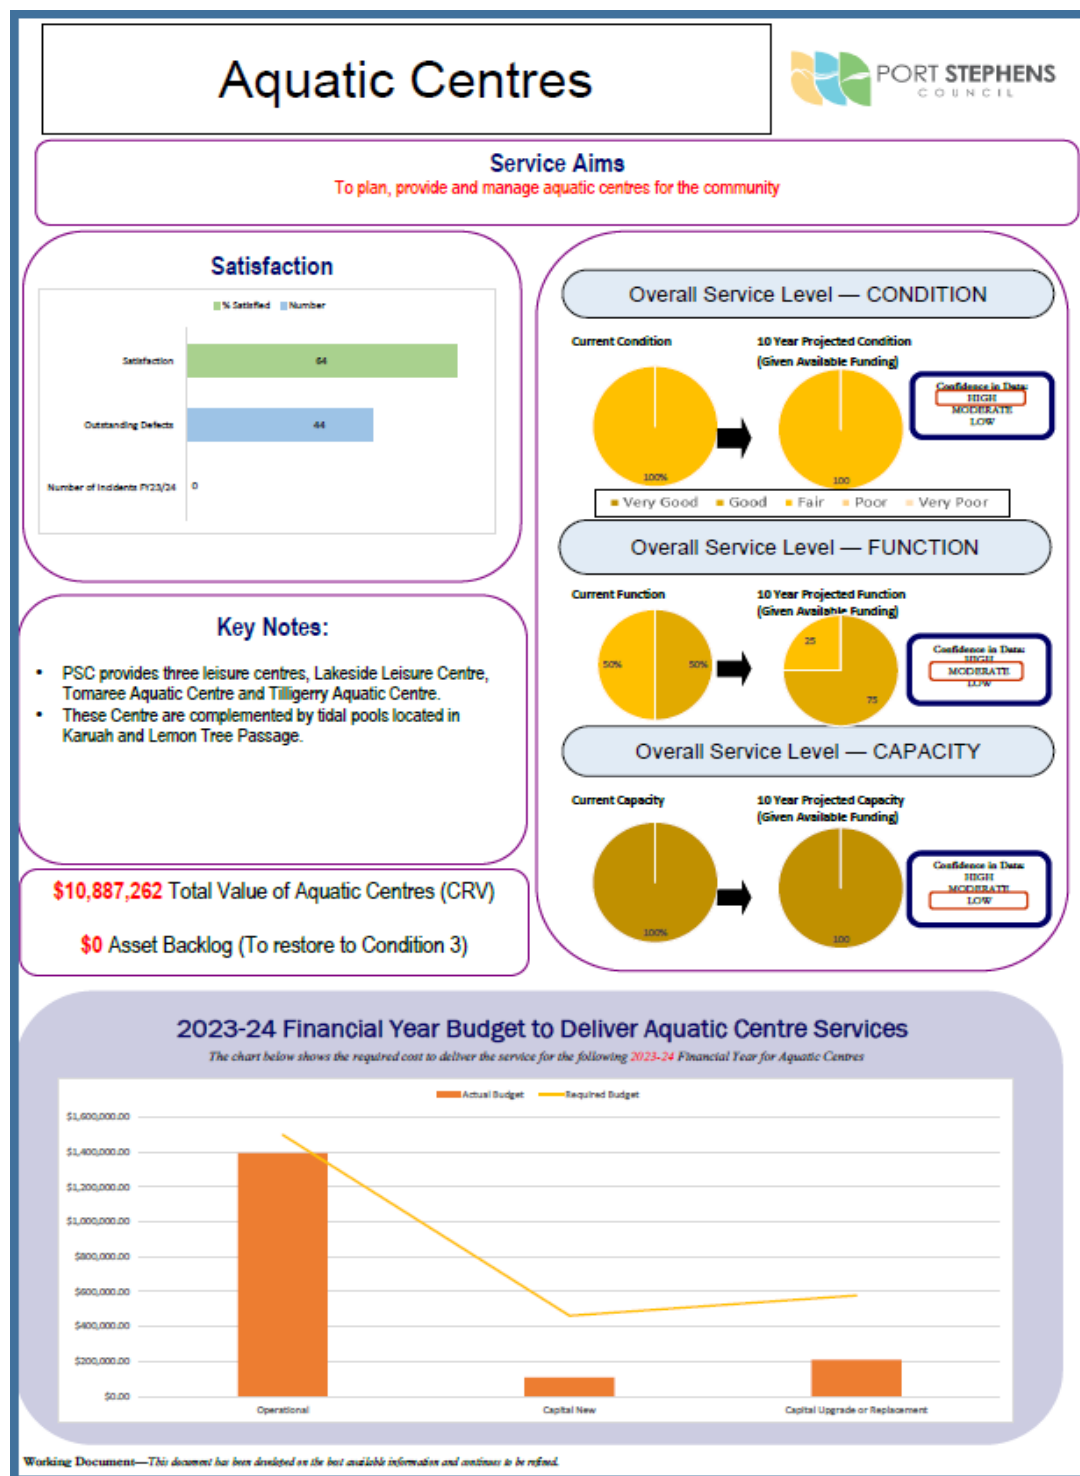 Aquatic Centres
PORT STEPHENS
COUNCIL
Service Aims
To plan, provide and manage aquatic centres for the community
Satisfaction
% Satisfied Number
Satisfaction 64
Outstanding Defects 44
Number of Incidents FY23/24 0
Key Notes:
• PSC provides three leisure centres, Lakeside Leisure Centre,
Tomaree Aquatic Centre and Tilligerry Aquatic Centre.
• These Centre are complemented by tidal pools located in
Karuah and Lemon Tree Passage.
$10,887,262 Total Value of Aquatic Centres (CRV)
$0 Asset Backlog (To restore to Condition 3)
Overall Service Level — CONDITION
Current Condition
10 Year Projected Condition
(Given Available Funding)
100%
100
Confidence in Data:
HIGH
MODERATE
LOW
Very Good Good Fair Poor Very Poor
Overall Service Level — FUNCTION
Current Function
10 Year Projected Function
(Given Available Funding)
50% 50%
25
75
Confidence in Data:
HIGH
MODERATE
LOW
Overall Service Level — CAPACITY
Current Capacity
10 Year Projected Capacity
(Given Available Funding)
100%
100
Confidence in Data:
HIGH
MODERATE
LOW
2023-24 Financial Year Budget to Deliver Aquatic Centre Services
The chart below shows the required cost to deliver the service for the following 2023-24 Financial Year for Aquatic Centres
Actual Budget Required Budget
$1,600,000.00
$1,400,000.00
$1,200,000.00
$1,000,000.00
$800,000.00
$600,000.00
$400,000.00
$200,000.00
$0.00
Operational Capital New Capital Upgrade or Replacement
Working Document—This document has been developed on the best available information and continues to be refined.